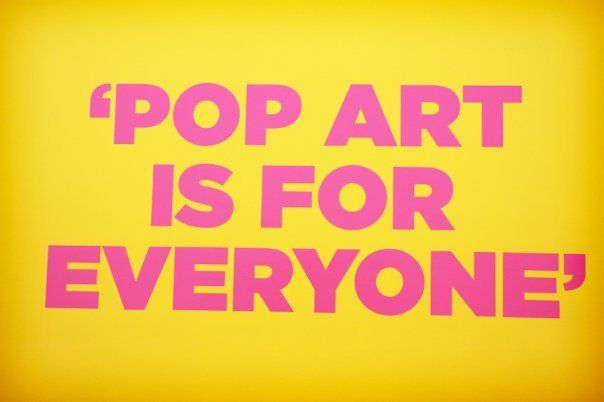 ‘POP ART
IS FOR
EVERYONE’